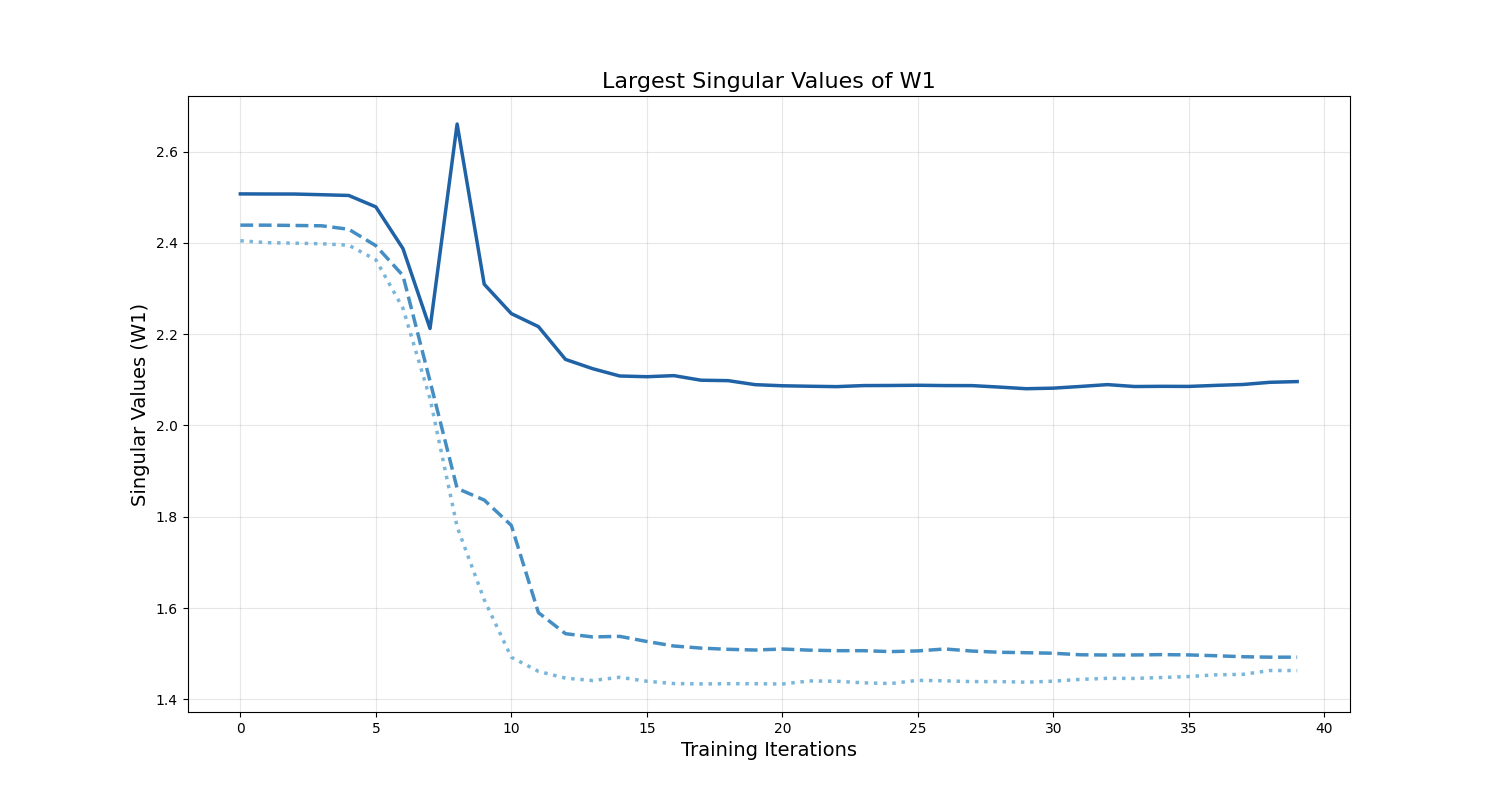 Largest Singular Values of W1
Singular Values (W1)
2.6
2.4
2.2
2.0
1.8
1.6
1.4
0 5 10 15 20 25 30 35 40
Training Iterations